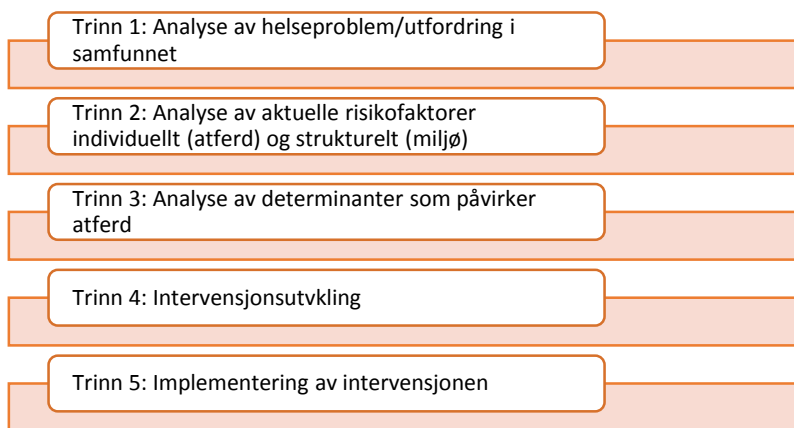 Trinn 1: Analyse av helseproblem/utfordring i
samfunnet
Trinn 2: Analyse av aktuelle risikofaktorer
individuellt (atferd) og strukturelt (miljø)
Trinn 3: Analyse av determinanter som påvirker
atferd
Trinn 4: Intervensjonsutvkling
Trinn 5: Implementering av intervensjonen